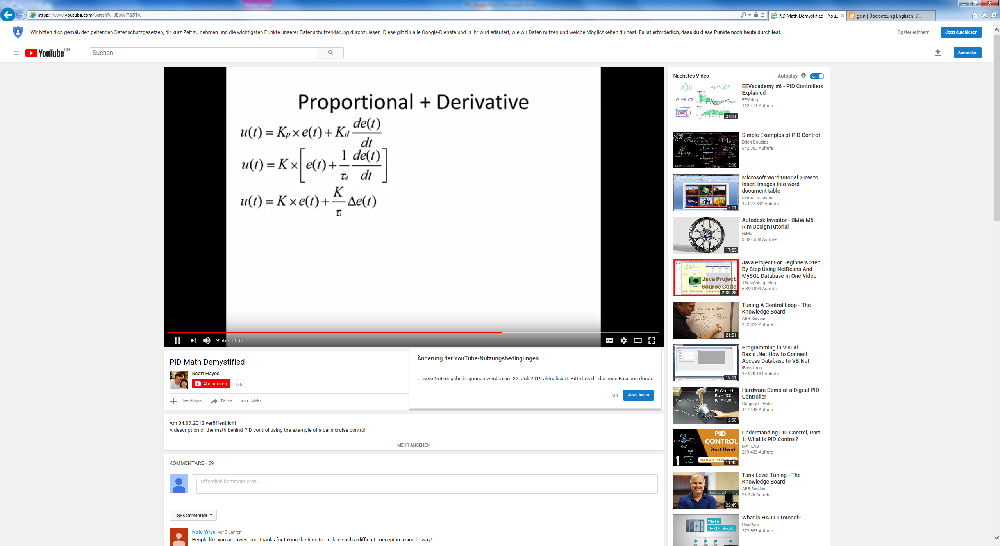 https://www.youtube.com/watch?v=JEpWITl95Tw
PID Math Demystified - You...
gain | Übersetzung Englisch-D...
Wir bitten dich gemäß den geltenden Datenschutzgesetzen, dir kurz Zeit zu nehmen und die wichtigsten Punkte unserer Datenschutzerklärung durchzulesen. Diese gilt für alle Google-Dienste und in ihr wird erläutert, wie wir Daten nutzen und welche Möglichkeiten du hast. Es ist erforderlich, dass du diese Punkte noch heute durchliest.
Später erinnern
Jetzt durchlesen
YouTube CH
Suchen
Anmelden
Proportional + Derivative
u(t) = Kp × e(t) + Kd de(t)/dt
u(t) = K × [ e(t) + 1/τd de(t)/dt ]
u(t) = K × e(t) + K/τi Δe(t)
9:56 / 14:37
PID Math Demystified
Scott Hayes
Abonnieren 1175
Hinzufügen Teilen Mehr
Änderung der YouTube-Nutzungsbedingungen
Unsere Nutzungsbedingungen werden am 22. Juli 2019 aktualisiert. Bitte lies dir die neue Fassung durch.
OK Jetzt lesen
Am 04.09.2013 veröffentlicht
A description of the math behind PID control using the example of a car's cruise control.
MEHR ANSEHEN
KOMMENTARE • 59
Öffentlich kommentieren...
Top-Kommentare
Nate Wrye vor 3 Jahren
People like you are awesome, thanks for taking the time to explain such a difficult concept in a simple way!
Nächstes Video
Autoplay
27:11
EEVacademy #6 - PID Controllers
Explained
EEVblog
102.411 Aufrufe
13:10
Simple Examples of PID Control
Brian Douglas
642.303 Aufrufe
7:11
Microsoft word tutorial |How to
insert images into word
document table
rahmat maulana
17.027.892 Aufrufe
17:55
Autodesk Inventor - BMW M5
Rim DesignTutorial
NiMa
3.024.588 Aufrufe
Java Project
Source Code
2:30:28
Java Project For Beginners Step
By Step Using NetBeans And
MySQL Database In One Video
1BestCsharp blog
6.390.899 Aufrufe
21:51
Tuning A Control Loop - The
Knowledge Board
ABB Service
232.812 Aufrufe
19:11
Programming in Visual
Basic .Net How to Connect
Access Database to VB.Net
iBasskung
13.920.134 Aufrufe
PI Control
Kp = 400
Ki = 400
Integral Control!
2:58
Hardware Demo of a Digital PID
Controller
Gregory L. Holst
447.448 Aufrufe
PID
CONTROL
Start Here!
past
+
present
+
future
1
MATLAB TECH TALKS
11:42
Understanding PID Control, Part
1: What is PID Control?
MATLAB
219.433 Aufrufe
Tank Level Tuning
22:49
Tank Level Tuning - The
Knowledge Board
ABB Service
26.426 Aufrufe
What is
HART Protocol?
What is HART Protocol?
RealPars
272.553 Aufrufe